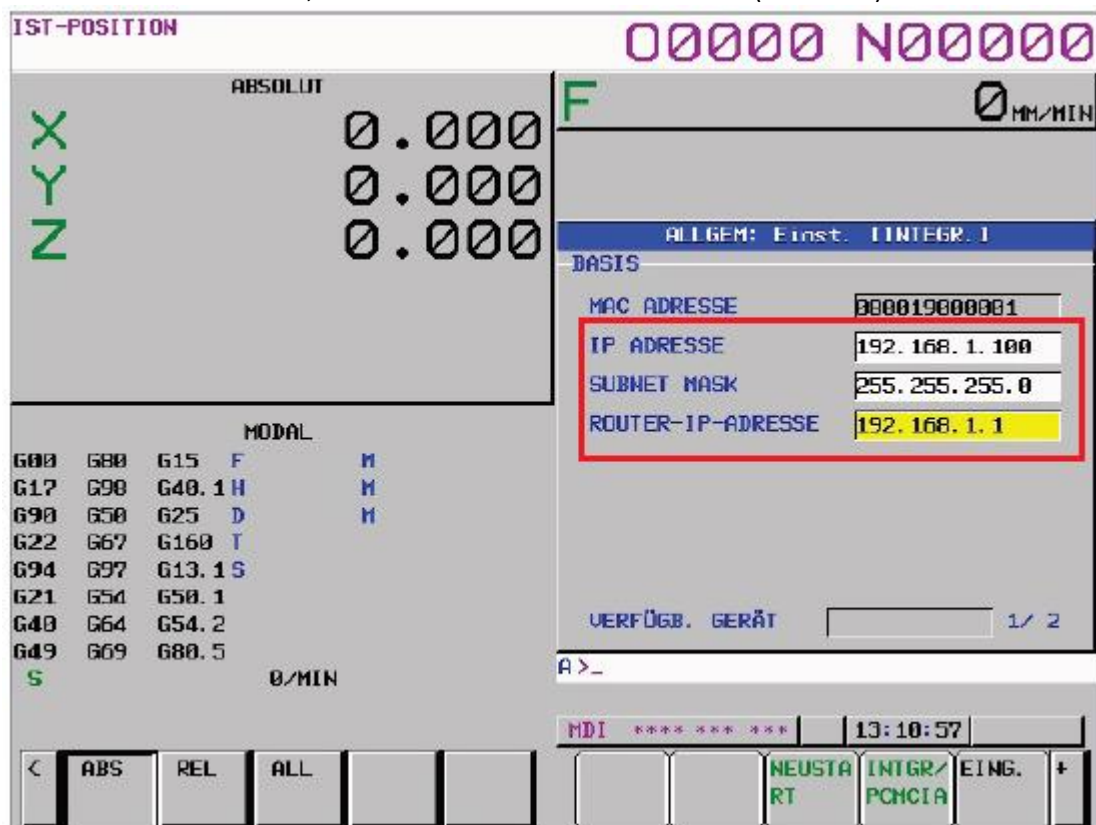 IST-POSITION
O0000 N00000
ABSOLUT
X 0.000
Y 0.000
Z 0.000
F 0 MM/MIN
ALLGEM: Einst. [INTEGR.]
BASIS
MAC ADRESSE 080019000001
IP ADRESSE 192.168.1.100
SUBNET MASK 255.255.255.0
ROUTER-IP-ADRESSE 192.168.1.1
VERFÜGB. GERÄT 1/ 2
MODAL
G00 G80 G15 F M
G17 G98 G40.1 H M
G90 G50 G25 D M
G22 G67 G160 T
G94 G97 G13.1 S
G21 G54 G50.1
G40 G64 G54.2
G49 G69 G80.5
S 0/MIN
A>_
MDI **** *** *** 13:10:57
< ABS REL ALL
NEUSTA
RT
INTGR/
PCMCIA
EING. +